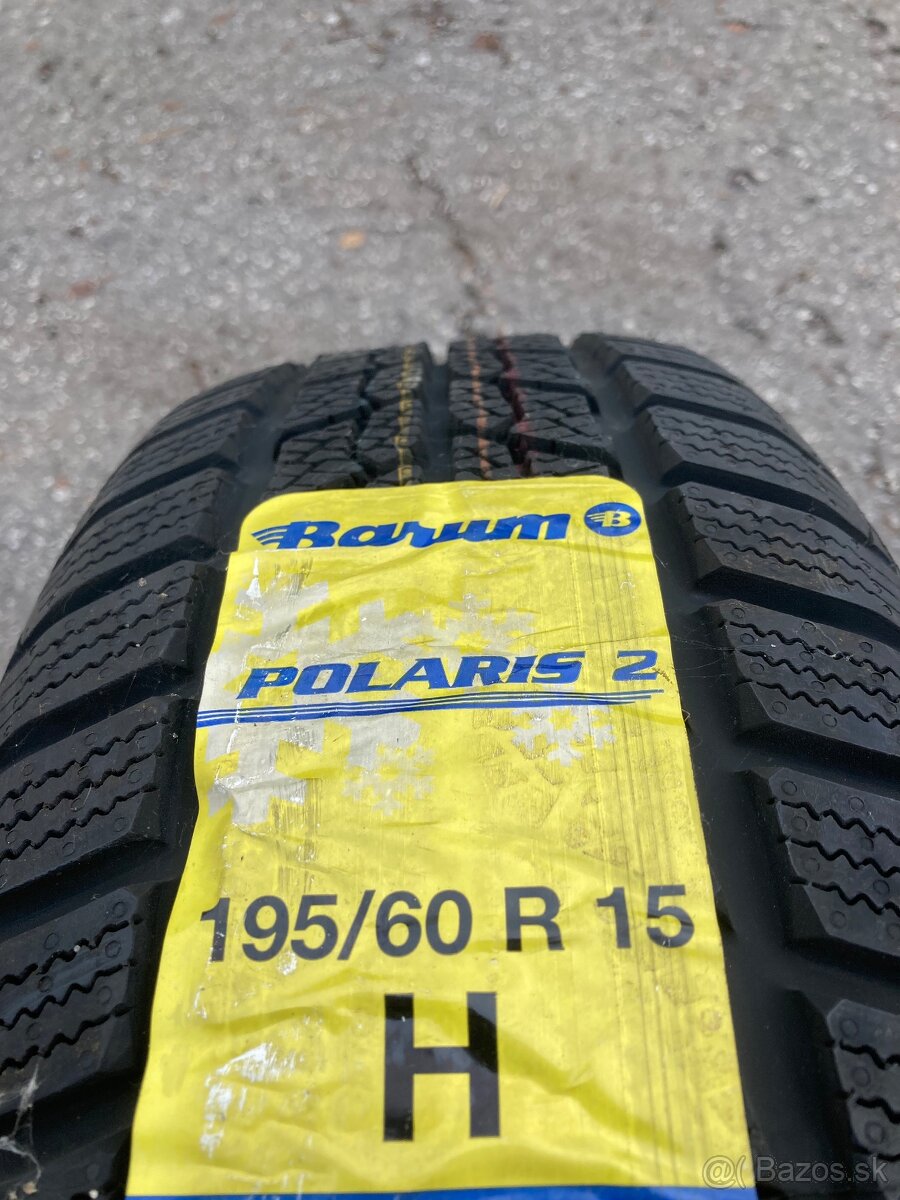 Barum B
POLARIS 2
195/60 R 15
H
@( Bazos.sk